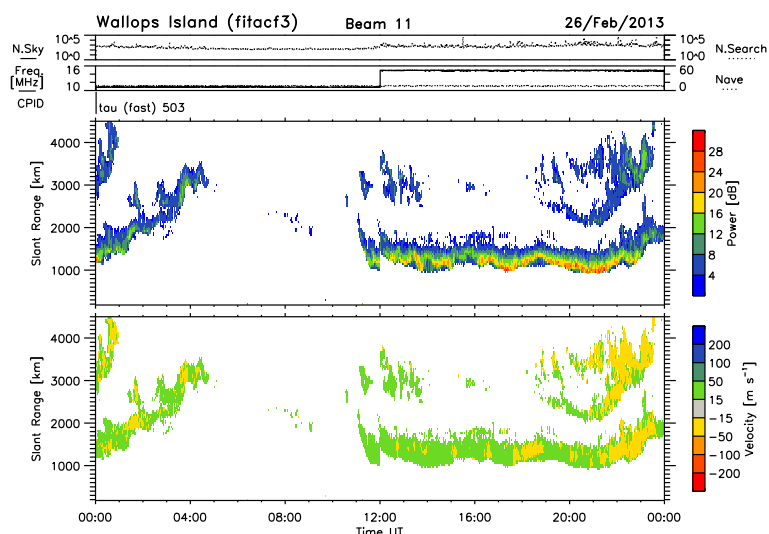 Wallops Island (fitacf3) Beam 11 26/Feb/2013
10^5 10^5
N.Sky N.Search
10^0 10^0
Freq. 16 60
[MHz] Nave
10 0
CPID
tau (fast) 503
4000
3000
2000
1000
Slant Range [km]
28
24
20
16
12
8
4
Power [dB]
4000
3000
2000
1000
Slant Range [km]
200
100
50
15
-15
-50
-100
-200
Velocity [m s⁻¹]
00:00 04:00 08:00 12:00 16:00 20:00 00:00
Time UT